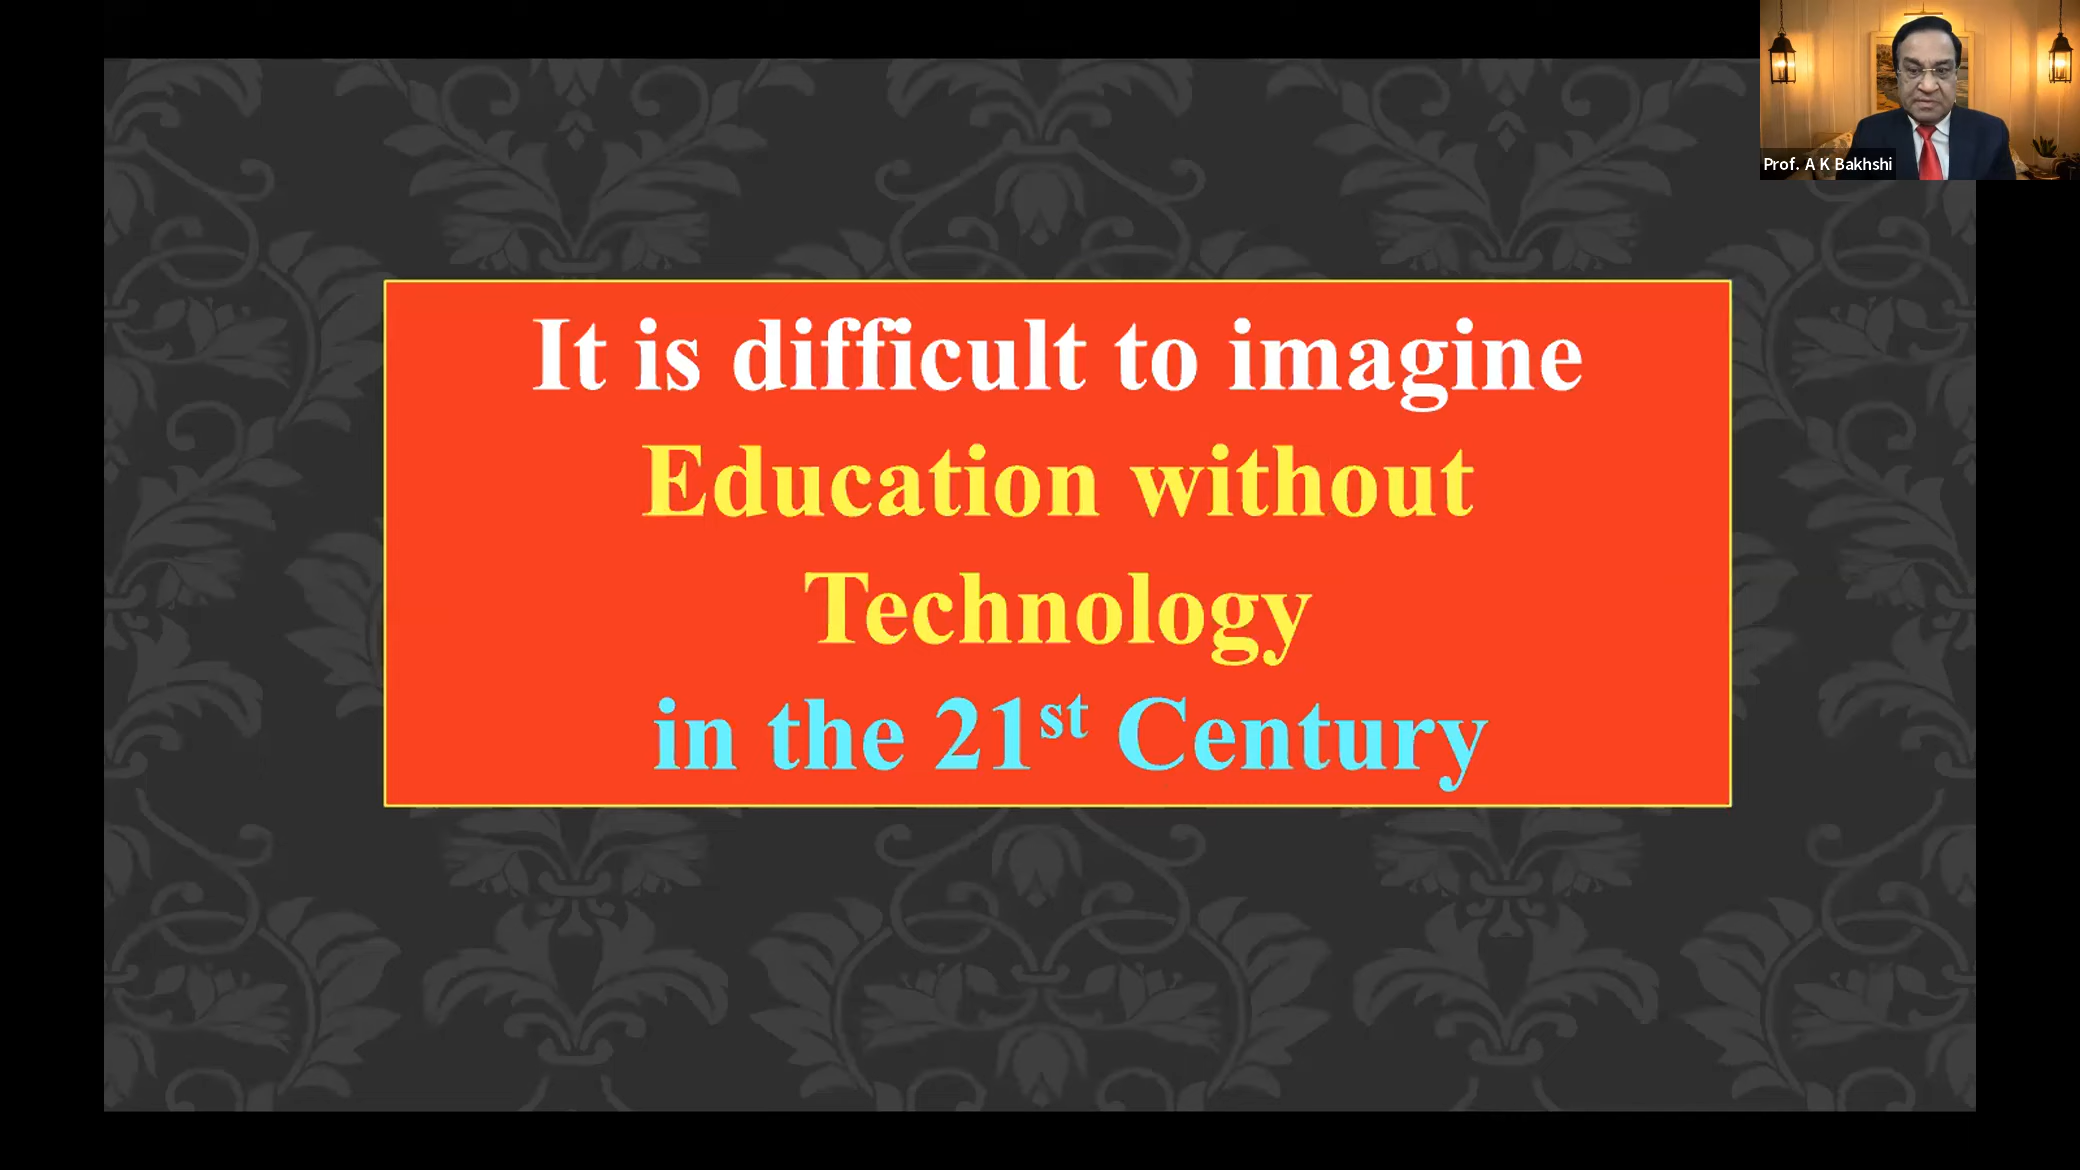 Prof. A K Bakhshi
It is difficult to imagine
Education without
Technology
in the 21st Century